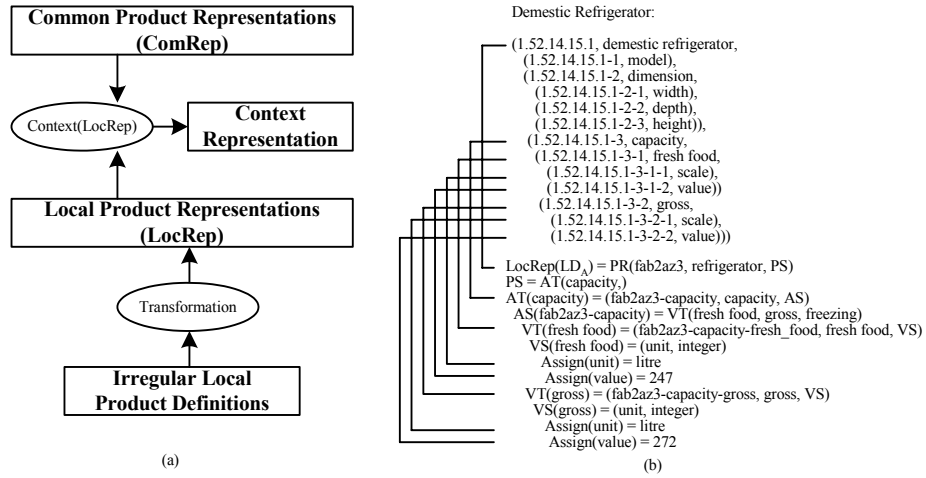 Common Product Representations
(ComRep)
Context(LocRep)
Context
Representation
Local Product Representations
(LocRep)
Transformation
Irregular Local
Product Definitions
(a)
Demestic Refrigerator:
(1.52.14.15.1, demestic refrigerator,
(1.52.14.15.1-1, model),
(1.52.14.15.1-2, dimension,
(1.52.14.15.1-2-1, width),
(1.52.14.15.1-2-2, depth),
(1.52.14.15.1-2-3, height)),
(1.52.14.15.1-3, capacity,
(1.52.14.15.1-3-1, fresh food,
(1.52.14.15.1-3-1-1, scale),
(1.52.14.15.1-3-1-2, value))
(1.52.14.15.1-3-2, gross,
(1.52.14.15.1-3-2-1, scale),
(1.52.14.15.1-3-2-2, value)))
LocRep(LD_A) = PR(fab2az3, refrigerator, PS)
PS = AT(capacity,)
AT(capacity) = (fab2az3-capacity, capacity, AS)
AS(fab2az3-capacity) = VT(fresh food, gross, freezing)
VT(fresh food) = (fab2az3-capacity-fresh_food, fresh food, VS)
VS(fresh food) = (unit, integer)
Assign(unit) = litre
Assign(value) = 247
VT(gross) = (fab2az3-capacity-gross, gross, VS)
VS(gross) = (unit, integer)
Assign(unit) = litre
Assign(value) = 272
(b)